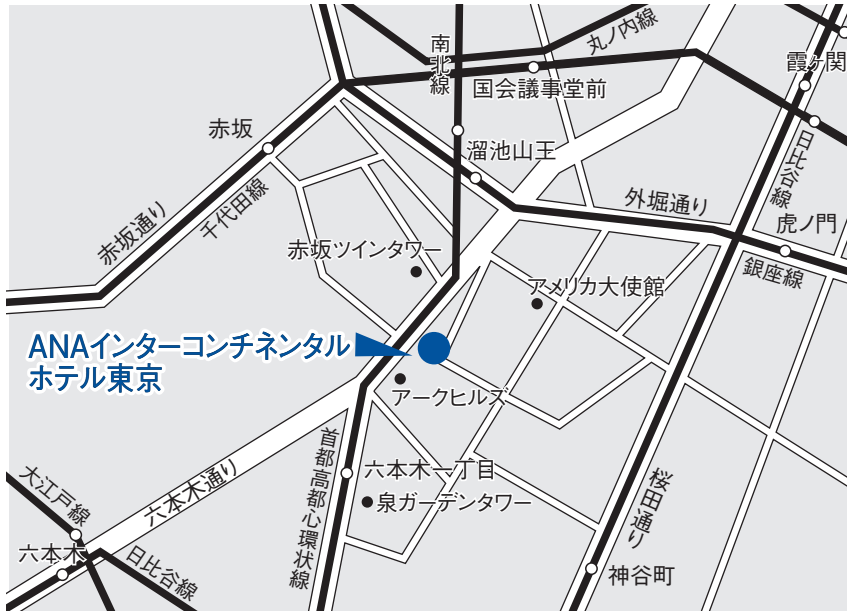 南北線
丸ノ内線
霞ヶ関
国会議事堂前
赤坂
溜池山王
日比谷線
千代田線
外堀通り
赤坂通り
虎ノ門
赤坂ツインタワー
銀座線
アメリカ大使館
ANAインターコンチネンタル
ホテル東京
アークヒルズ
首都高都心環状線
六本木一丁目
六本木通り
大江戸線
桜田通り
泉ガーデンタワー
六本木
日比谷線
神谷町